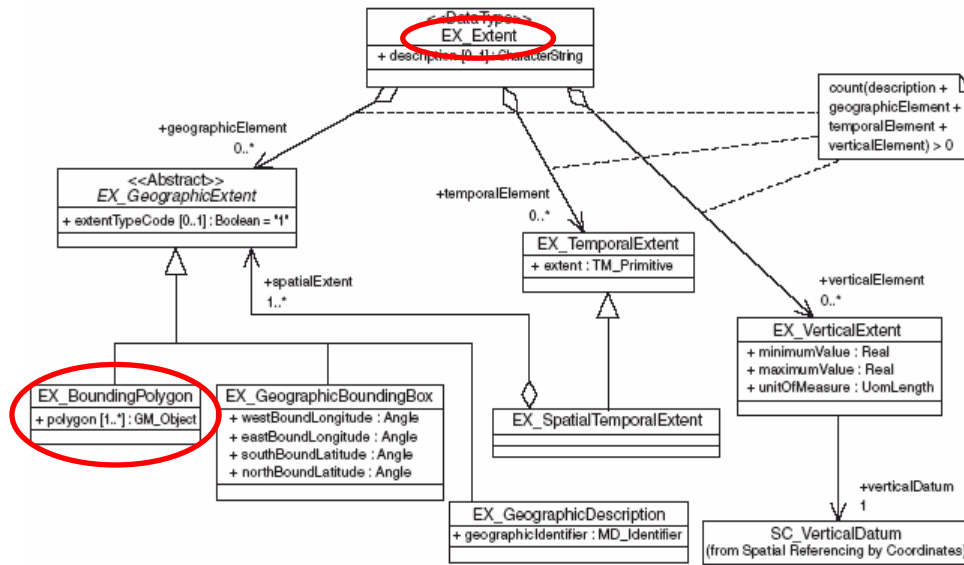 <<DataType>>
EX_Extent
+ description [0..1] : CharacterString
count(description +
geographicElement +
temporalElement +
verticalElement) > 0
+geographicElement
0..*
<<Abstract>>
EX_GeographicExtent
+ extentTypeCode [0..1] : Boolean = "1"
+temporalElement
0..*
EX_TemporalExtent
+ extent : TM_Primitive
+spatialExtent
1..*
+verticalElement
0..*
EX_VerticalExtent
+ minimumValue : Real
+ maximumValue : Real
+ unitOfMeasure : UomLength
EX_BoundingPolygon
+ polygon [1..*] : GM_Object
EX_GeographicBoundingBox
+ westBoundLongitude : Angle
+ eastBoundLongitude : Angle
+ southBoundLatitude : Angle
+ northBoundLatitude : Angle
EX_SpatialTemporalExtent
+verticalDatum
1
EX_GeographicDescription
+ geographicIdentifier : MD_Identifier
SC_VerticalDatum
(from Spatial Referencing by Coordinates)